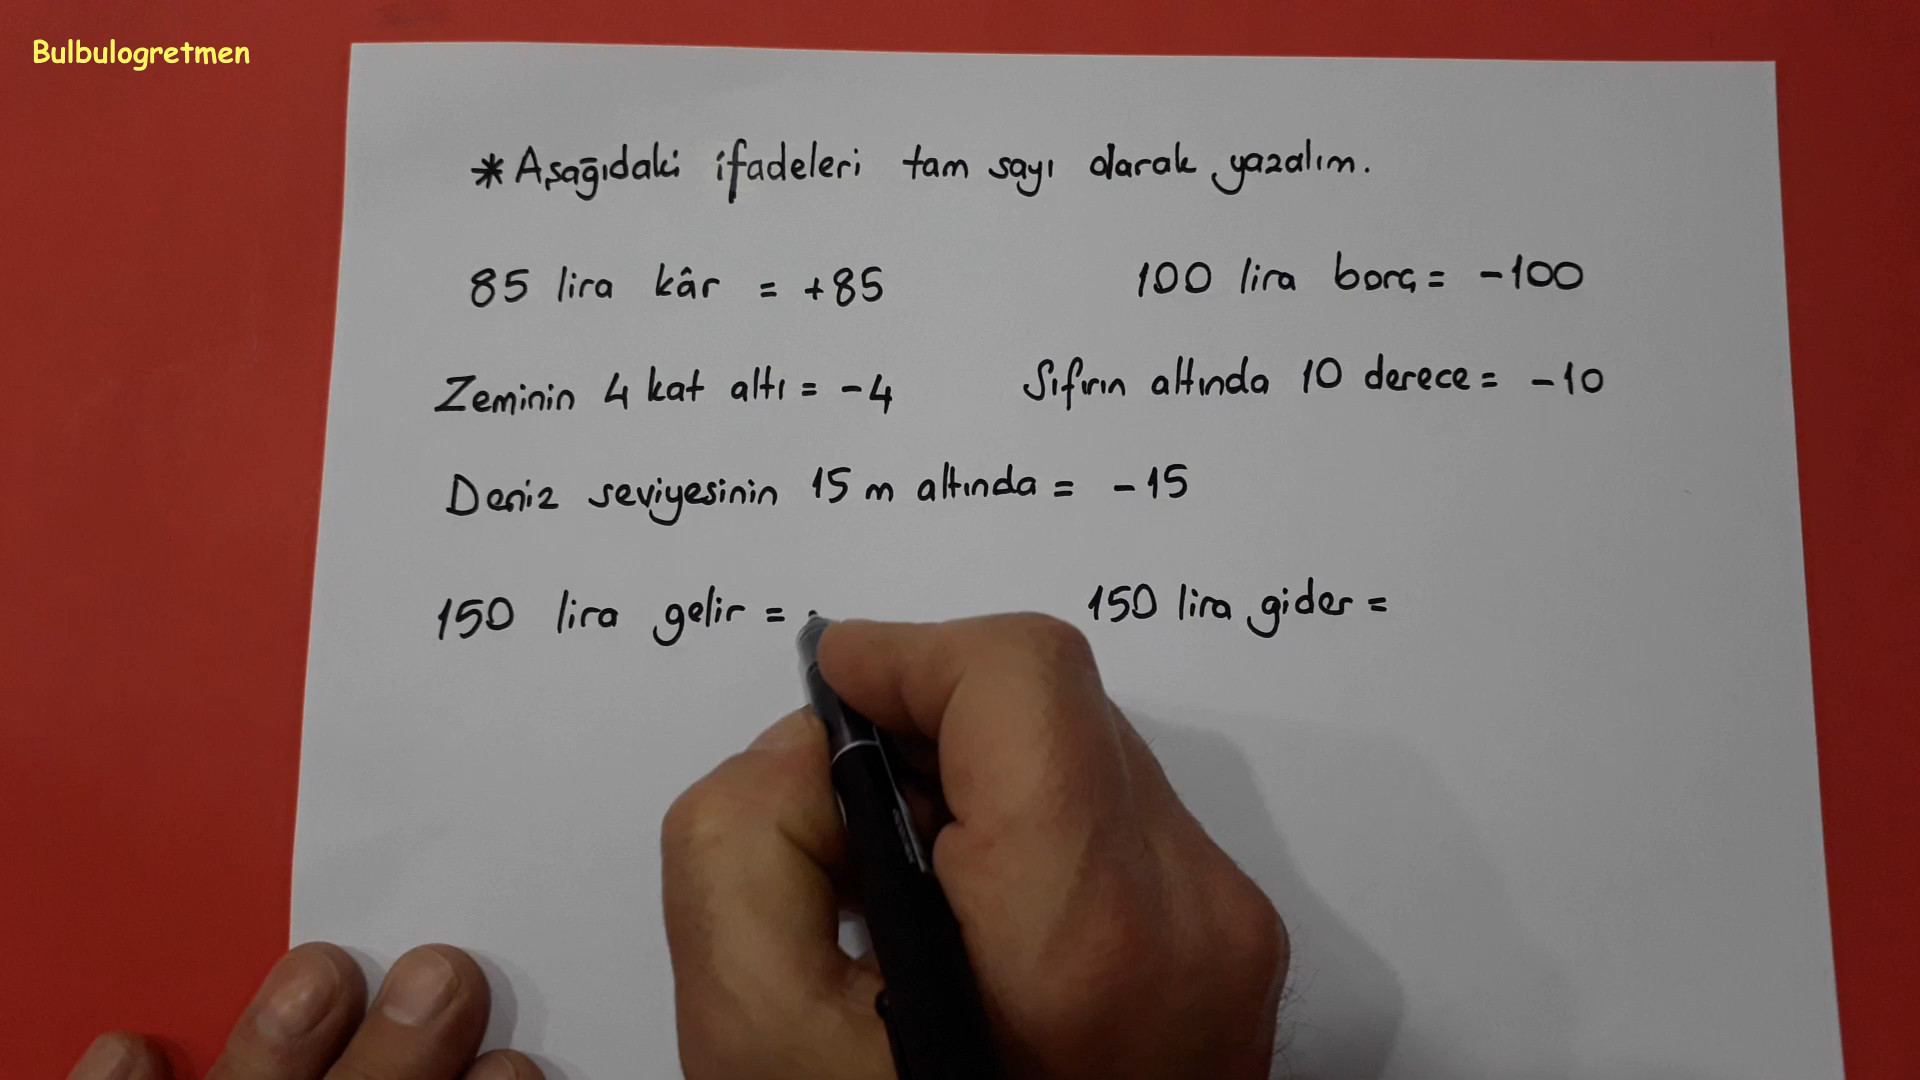 Bulbulogretmen
* Aşağıdaki ifadeleri tam sayı olarak yazalım.
85 lira kâr = +85 100 lira borç = -100
Zeminin 4 kat altı = -4 Sıfırın altında 10 derece = -10
Deniz seviyesinin 15 m altında = -15
150 lira gelir = 150 lira gider =